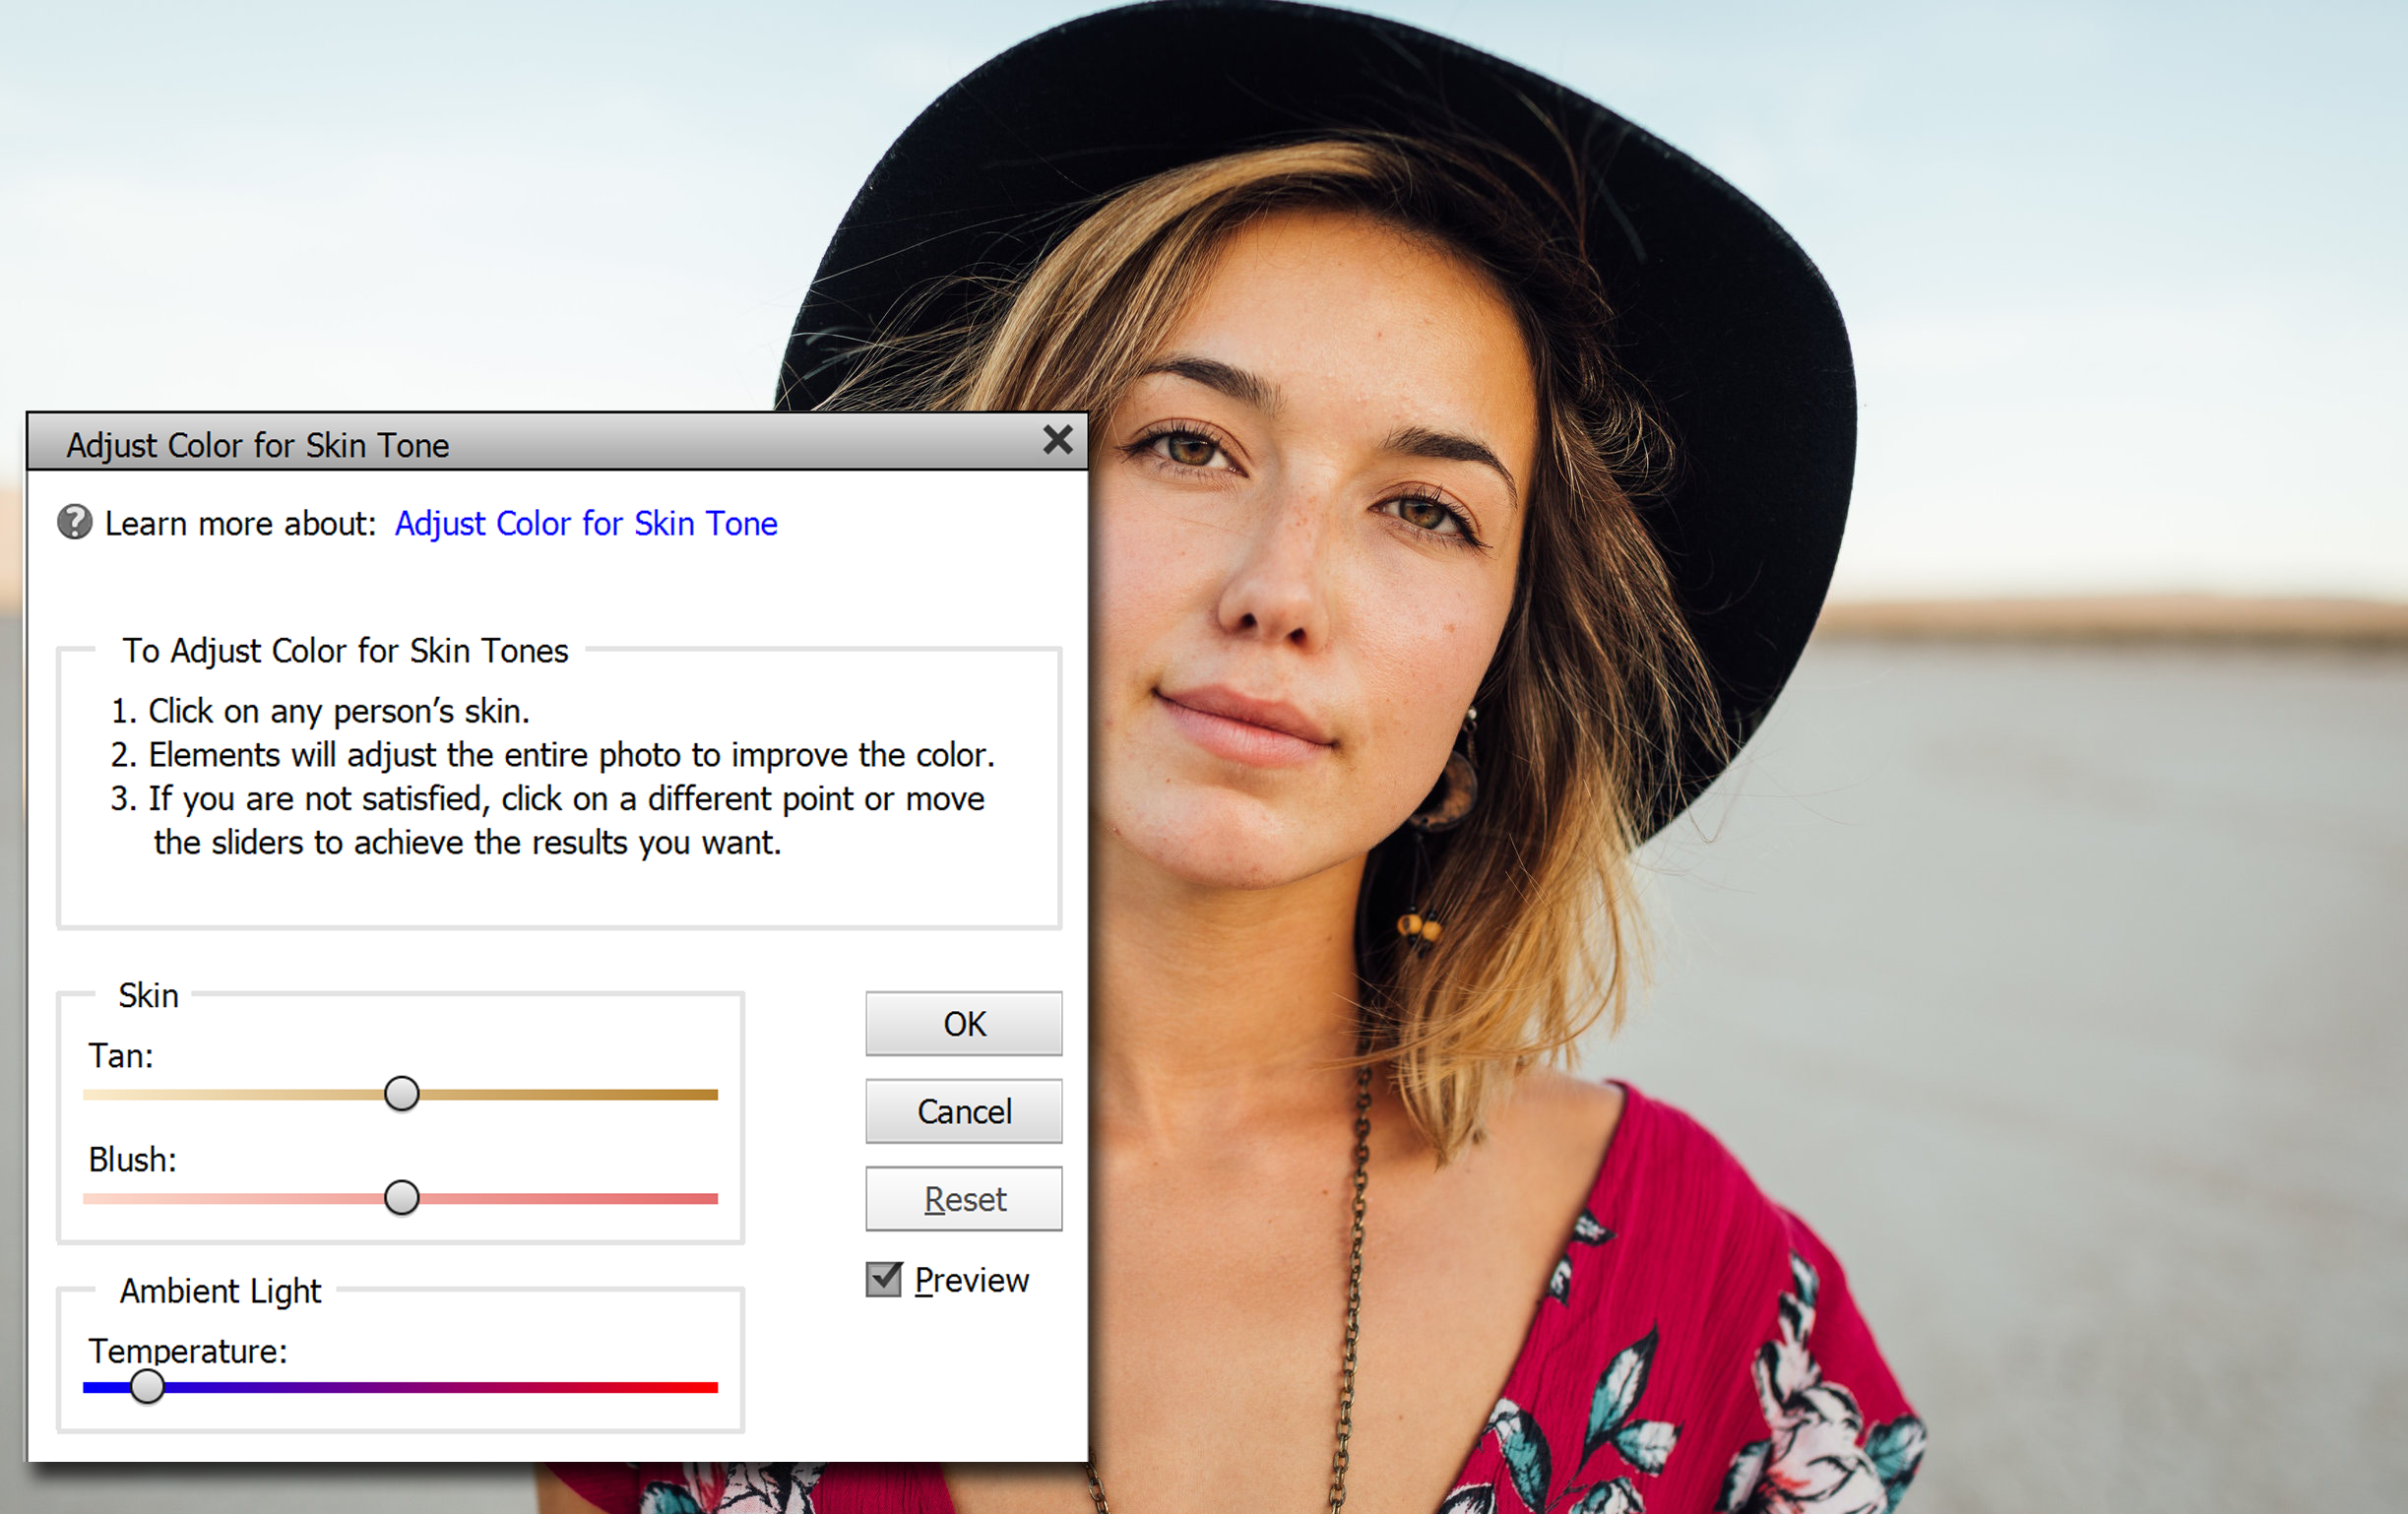 Adjust Color for Skin Tone
Learn more about: Adjust Color for Skin Tone
To Adjust Color for Skin Tones
1. Click on any person’s skin.
2. Elements will adjust the entire photo to improve the color.
3. If you are not satisfied, click on a different point or move
the sliders to achieve the results you want.
Skin
Tan:
Blush:
OK
Cancel
Reset
Preview
Ambient Light
Temperature: